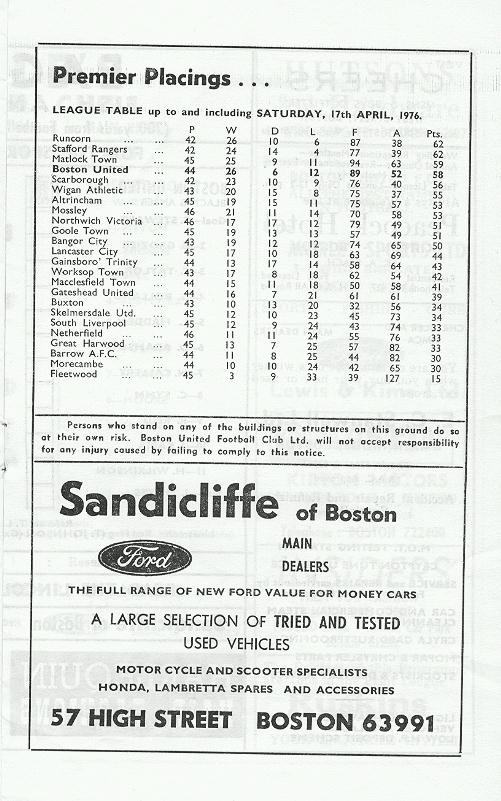 Premier Placings . . .
LEAGUE TABLE up to and including SATURDAY, 17th APRIL, 1976.
P W D L F A Pts.
Runcorn ... ... 42 26 10 6 87 38 62
Stafford Rangers ... 42 24 14 4 77 39 62
Matlock Town ... 45 25 9 11 94 63 59
Boston United ... 44 26 6 12 89 52 58
Scarborough ... 42 23 10 9 76 40 56
Wigan Athletic ... 43 20 15 8 75 37 55
Altrincham ... ... 45 19 15 11 75 57 53
Mossley ... ... 46 21 11 14 70 58 53
Northwich Victoria ... 46 17 17 12 79 49 51
Goole Town ... ... 45 19 13 13 57 49 51
Bangor City ... ... 43 19 12 12 74 65 50
Lancaster City ... 45 17 10 18 63 69 44
Gainsboro' Trinity ... 44 13 17 14 58 64 43
Worksop Town ... 43 17 8 18 62 54 42
Macclesfield Town ... 44 15 11 18 50 58 41
Gateshead United ... 44 16 7 21 61 61 39
Buxton ... ... 43 10 13 20 32 56 34
Skelmersdale Utd. ... 45 12 10 23 45 73 34
South Liverpool ... 45 12 9 24 43 74 33
Netherfield ... ... 46 11 11 24 55 76 33
Great Harwood ... 45 13 7 25 57 82 33
Barrow A.F.C. ... 44 11 8 25 44 82 30
Morecambe ... ... 44 10 10 24 42 65 30
Fleetwood ... ... 45 3 9 33 39 127 15
Persons who stand on any of the buildings or structures on this ground do so
at their own risk. Boston United Football Club Ltd. will not accept responsibility
for any injury caused by failing to comply to this notice.
Sandicliffe of Boston
Ford
MAIN
DEALERS
THE FULL RANGE OF NEW FORD VALUE FOR MONEY CARS
A LARGE SELECTION OF TRIED AND TESTED
USED VEHICLES
MOTOR CYCLE AND SCOOTER SPECIALISTS
HONDA, LAMBRETTA SPARES AND ACCESSORIES
57 HIGH STREET BOSTON 63991